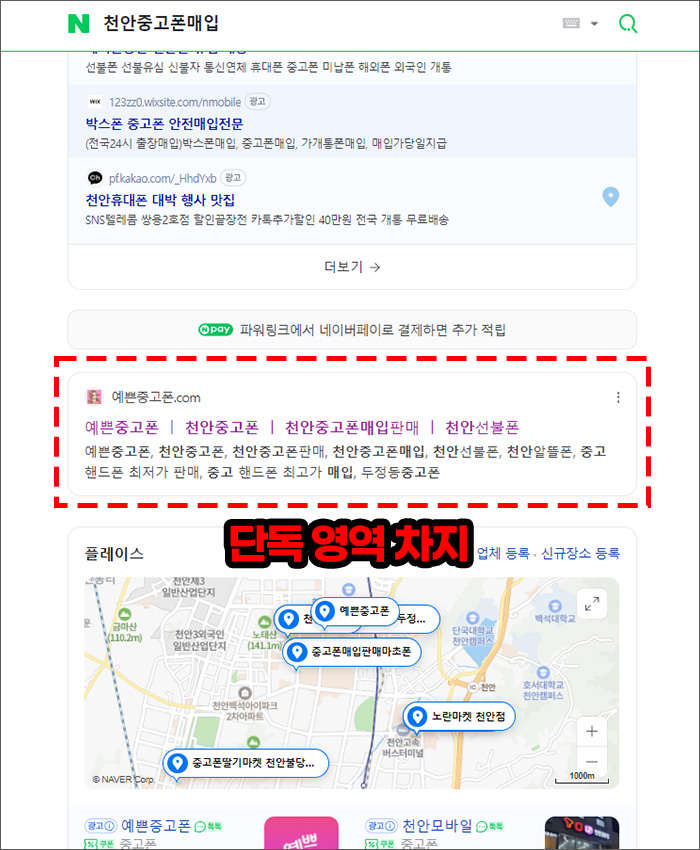 천안중고폰매입
선불폰 선불유심 신불자 통신연체 휴대폰 중고폰 미납폰 해외폰 외국인 개통
wix 123zz0.wixsite.com/nmobile 광고
박스폰 중고폰 안전매입전문
(전국24시 출장매입)박스폰매입, 중고폰매입, 가개통폰매입, 매입가당일지급
Ch pf.kakao.com/_HhdYxb 광고
천안휴대폰 대박 행사 맛집
SNS텔레콤 쌍용2호점 할인끝장전 카톡추가할인 40만원 전국 개통 무료배송
더보기
N pay 파워링크에서 네이버페이로 결제하면 추가 적립
예쁜중고폰.com
예쁜중고폰 | 천안중고폰 | 천안중고폰매입판매 | 천안선불폰
예쁜중고폰, 천안중고폰, 천안중고폰판매, 천안중고폰매입, 천안선불폰, 천안알뜰폰, 중고
핸드폰 최저가 판매, 중고 핸드폰 최고가 매입, 두정동중고폰
단독 영역 차지
플레이스
업체 등록 · 신규장소 등록
천안제3
일반산업단지
금마산
(110.2m)
천안3외국인
일반산업단지
노태산
(141.1m)
천
예쁜중고폰
두정...
중고폰매입판매마초폰
단국대학교
천안캠퍼스
백석대학교
IC 천안
호서대학교
천안캠퍼스
천안백석아이파크
2차아파트
노란마켓 천안점
천안고속
버스터미널
중고폰딸기마켓 천안불당...
© NAVER Corp.
1000m
광고 예쁜중고폰 톡톡
쿠폰 중고폰
예쁜
광고 천안모바일 톡톡
쿠폰 중고폰